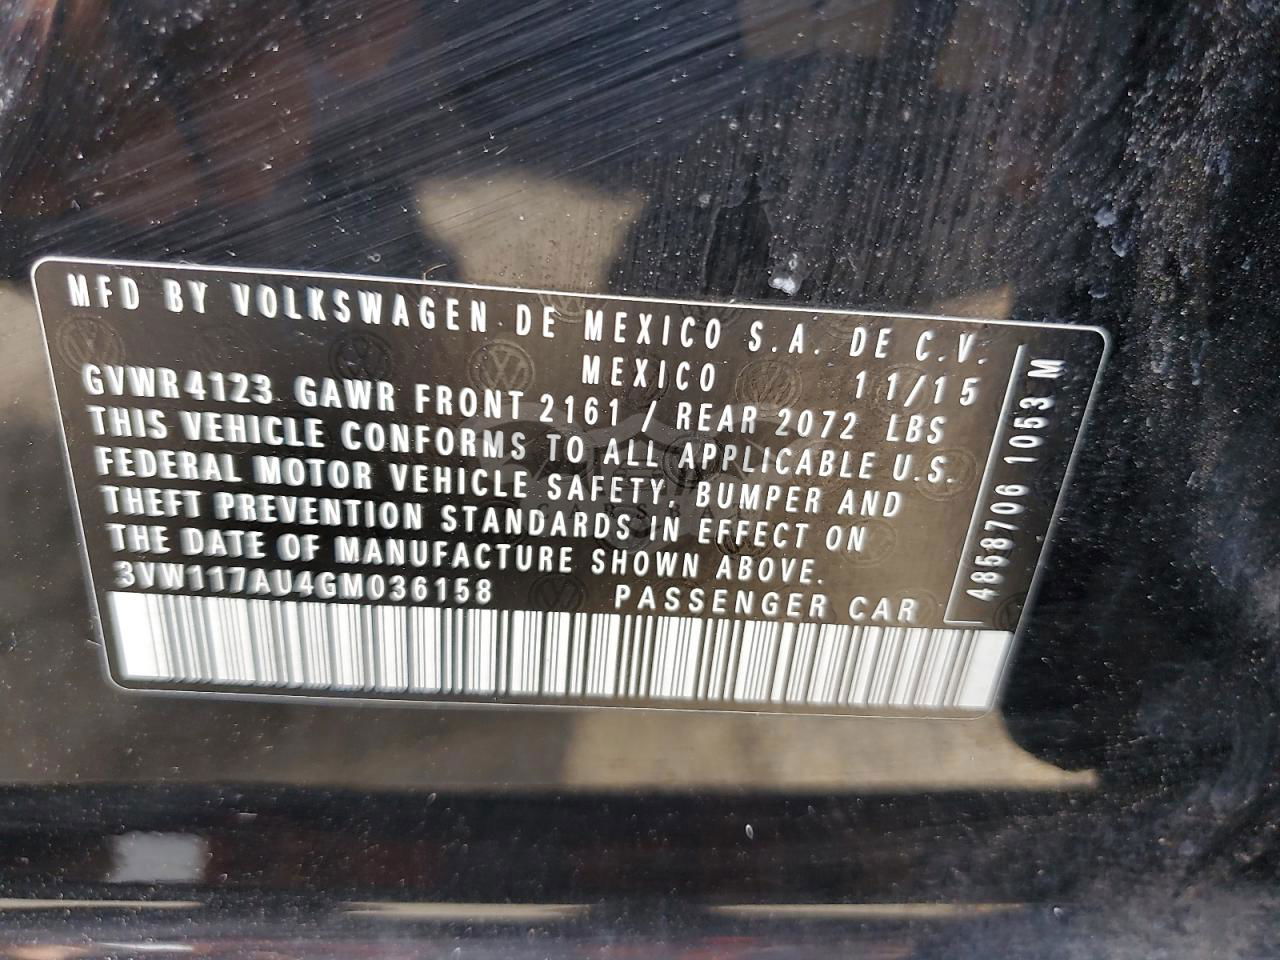 MFD BY VOLKSWAGEN DE MEXICO S.A. DE C.V.
MEXICO 11/15
GVWR 4123 GAWR FRONT 2161 / REAR 2072 LBS
THIS VEHICLE CONFORMS TO ALL APPLICABLE U.S.
FEDERAL MOTOR VEHICLE SAFETY, BUMPER AND
THEFT PREVENTION STANDARDS IN EFFECT ON
THE DATE OF MANUFACTURE SHOWN ABOVE.
3VW117AU4GM036158 PASSENGER CAR
4858706 1053 M